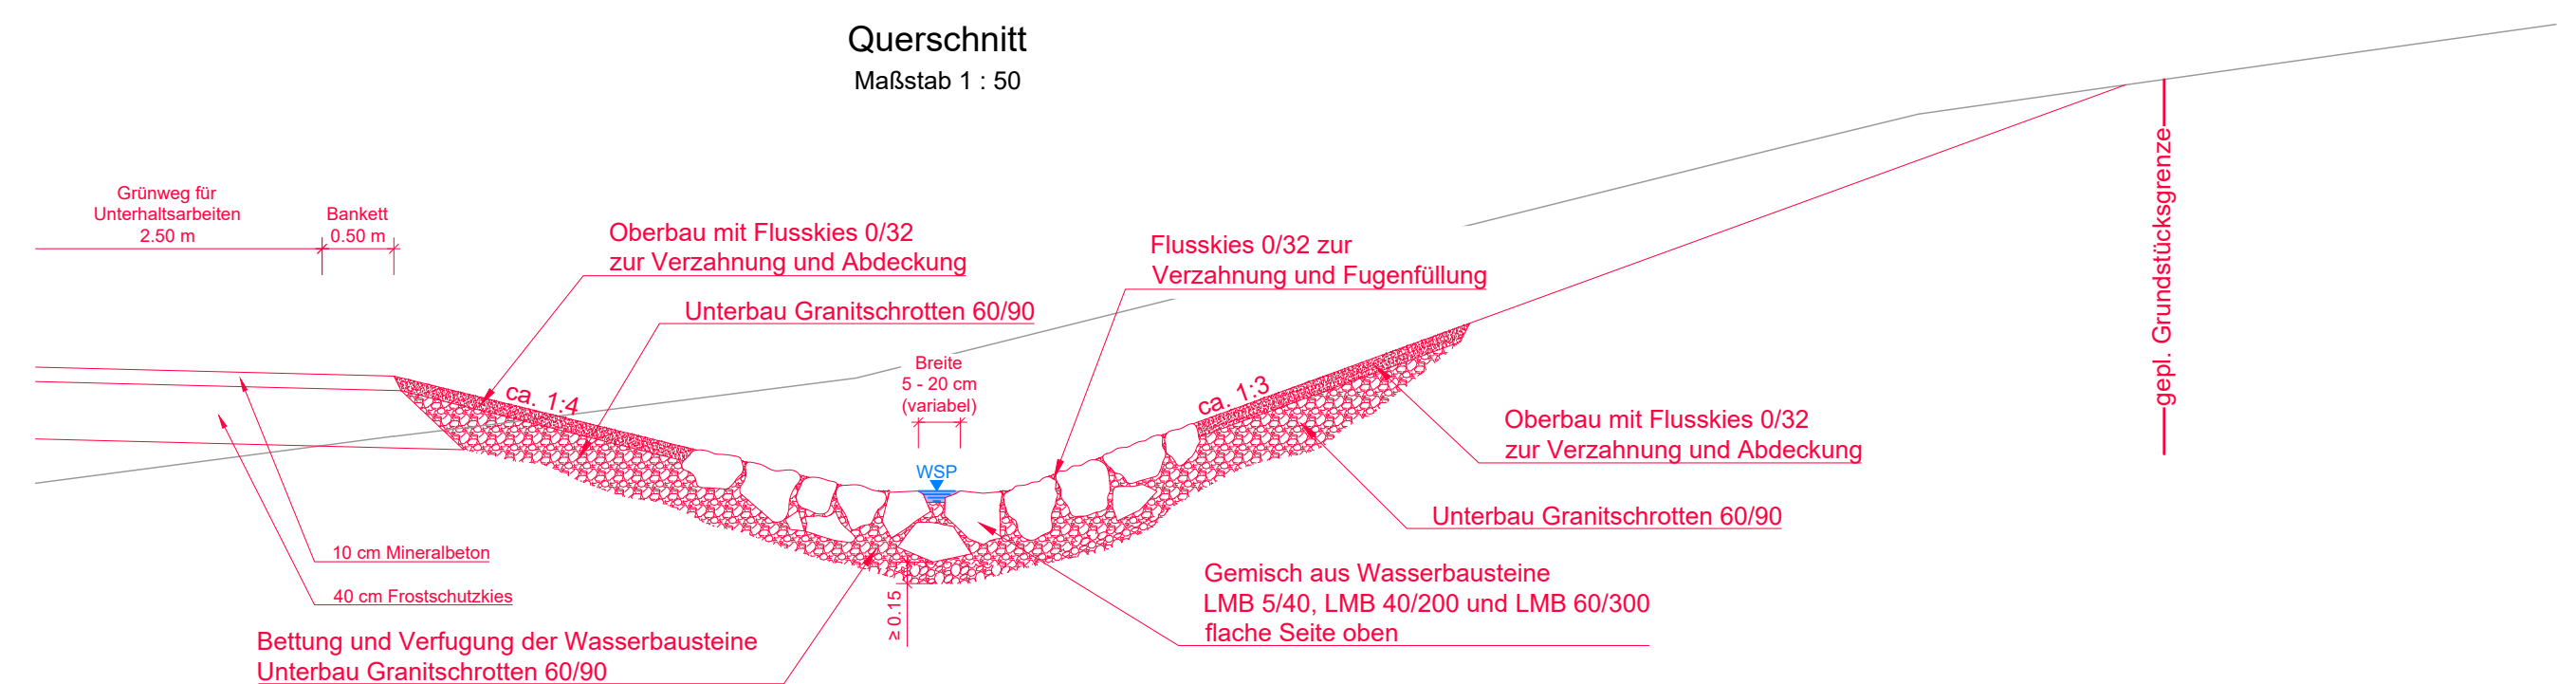 Querschnitt
Maßstab 1 : 50
Grünweg für
Unterhaltsarbeiten
2.50 m
Bankett
0.50 m
Oberbau mit Flusskies 0/32
zur Verzahnung und Abdeckung
Unterbau Granitschrotten 60/90
Flusskies 0/32 zur
Verzahnung und Fugenfüllung
Breite
5 - 20 cm
(variabel)
ca. 1:4
ca. 1:3
WSP
gepl. Grundstücksgrenze
Oberbau mit Flusskies 0/32
zur Verzahnung und Abdeckung
Unterbau Granitschrotten 60/90
10 cm Mineralbeton
40 cm Frostschutzkies
≥ 0.15
Gemisch aus Wasserbausteine
LMB 5/40, LMB 40/200 und LMB 60/300
flache Seite oben
Bettung und Verfugung der Wasserbausteine
Unterbau Granitschrotten 60/90